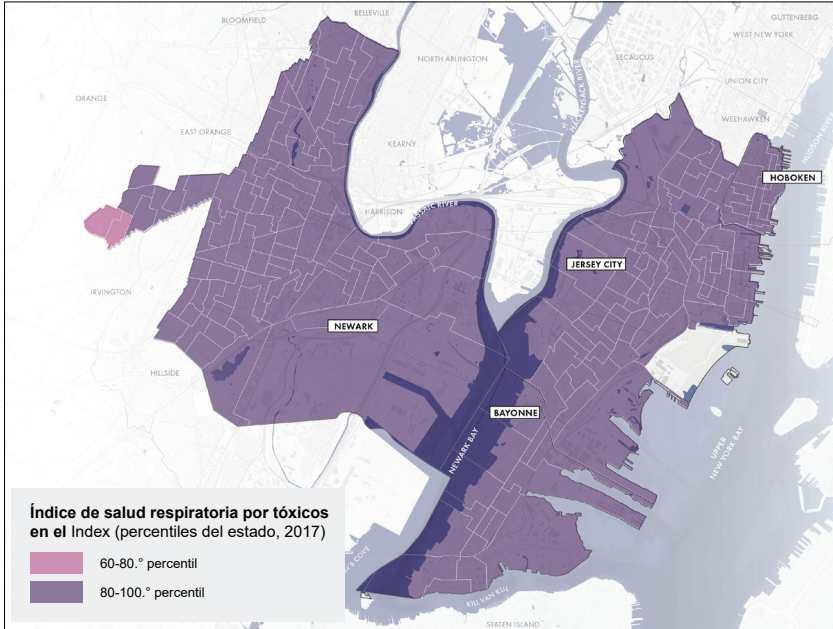 BELLEVILLE
BLOOMFIELD
GUTTENBERG
WEST NEW YORK
NORTH ARLINGTON
SECAUCUS
UNION CITY
ORANGE
HACKENSACK RIVER
WEEHAWKEN
EAST ORANGE
HUDSON RIVER
KEARNY
HOBOKEN
HARRISON
PASSAIC RIVER
JERSEY CITY
IRVINGTON
NEWARK
HILLSIDE
BAYONNE
NEWARK BAY
UPPER
NEW YORK BAY
Índice de salud respiratoria por tóxicos
en el Index (percentiles del estado, 2017)
60-80.° percentil
80-100.° percentil
KILL VAN KULL
STATEN ISLAND